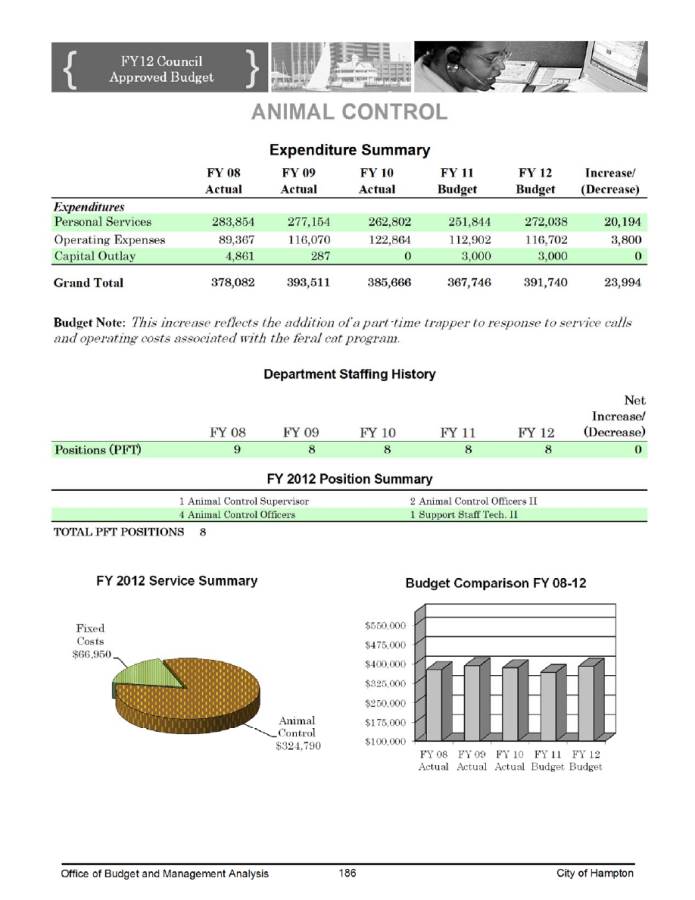 FY12 Council
Approved Budget
ANIMAL CONTROL
Expenditure Summary
FY 08 FY 09 FY 10 FY 11 FY 12 Increase/
Actual Actual Actual Budget Budget (Decrease)
Expenditures
Personal Services 283,854 277,154 262,802 251,844 272,038 20,194
Operating Expenses 89,367 116,070 122,864 112,902 116,702 3,800
Capital Outlay 4,861 287 0 3,000 3,000 0
Grand Total 378,082 393,511 385,666 367,746 391,740 23,994
Budget Note: This increase reflects the addition of a part-time trapper to response to service calls
and operating costs associated with the feral cat program.
Department Staffing History
Net
Increase/
FY 08 FY 09 FY 10 FY 11 FY 12 (Decrease)
Positions (PFT) 9 8 8 8 8 0
FY 2012 Position Summary
1 Animal Control Supervisor 2 Animal Control Officers II
4 Animal Control Officers 1 Support Staff Tech. II
TOTAL PFT POSITIONS 8
FY 2012 Service Summary
Fixed
Costs
$66,950
Animal
Control
$324,790
Budget Comparison FY 08-12
$550,000
$475,000
$400,000
$325,000
$250,000
$175,000
$100,000
FY 08 FY 09 FY 10 FY 11 FY 12
Actual Actual Actual Budget Budget
Office of Budget and Management Analysis 186 City of Hampton